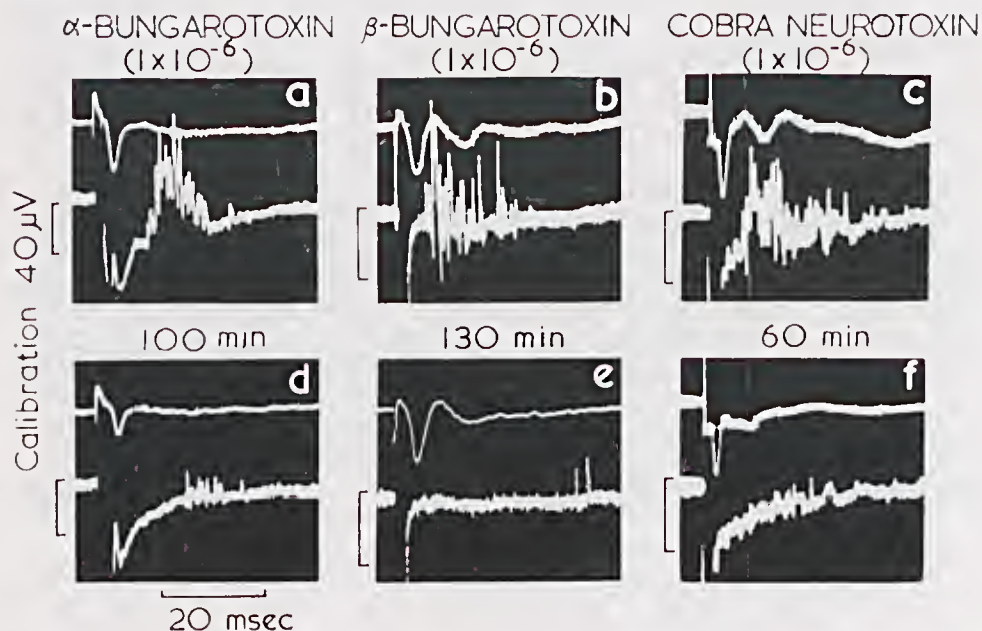 α-BUNGAROTOXIN β-BUNGAROTOXIN COBRA NEUROTOXIN
(1x10⁻⁶) (1x10⁻⁶) (1x10⁻⁶)
a b c
Calibration 40μV
100 min 130 min 60 min
d e f
20 msec